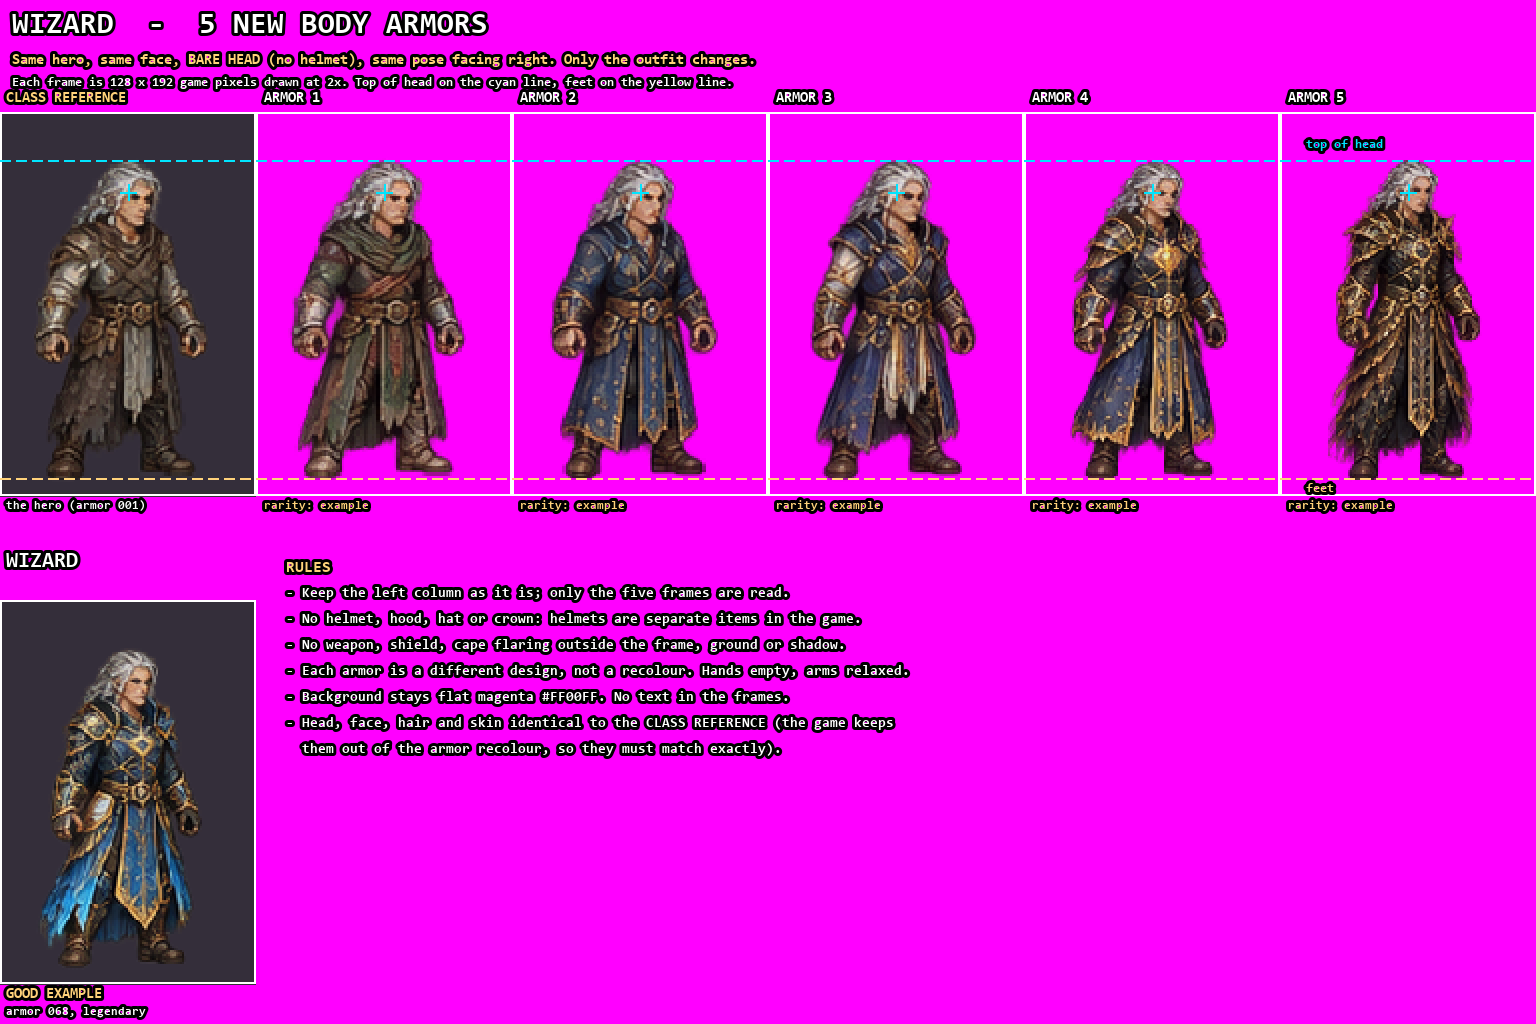 WIZARD  -  5 NEW BODY ARMORS
Same hero, same face, BARE HEAD (no helmet), same pose facing right. Only the outfit changes.
Each frame is 128 x 192 game pixels drawn at 2x. Top of head on the cyan line, feet on the yellow line.
CLASS REFERENCE
ARMOR 1
ARMOR 2
ARMOR 3
ARMOR 4
ARMOR 5
top of head
feet
the hero (armor 001)
rarity: example
rarity: example
rarity: example
rarity: example
rarity: example
WIZARD
RULES
- Keep the left column as it is; only the five frames are read.
- No helmet, hood, hat or crown: helmets are separate items in the game.
- No weapon, shield, cape flaring outside the frame, ground or shadow.
- Each armor is a different design, not a recolour. Hands empty, arms relaxed.
- Background stays flat magenta #FF00FF. No text in the frames.
- Head, face, hair and skin identical to the CLASS REFERENCE (the game keeps
them out of the armor recolour, so they must match exactly).
GOOD EXAMPLE
armor 068, legendary